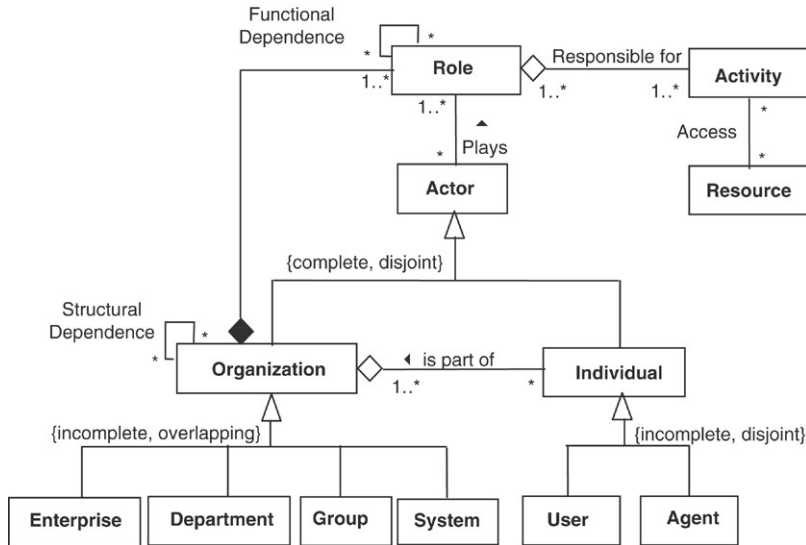 Functional
Dependence
*
*
Role
1..*
1..*
1..*
Responsible for
1..*
Activity
*
Access
*
Resource
Plays
*
Actor
{complete, disjoint}
Structural
Dependence
*
*
Organization
is part of
1..*
*
Individual
{incomplete, overlapping}
{incomplete, disjoint}
Enterprise
Department
Group
System
User
Agent